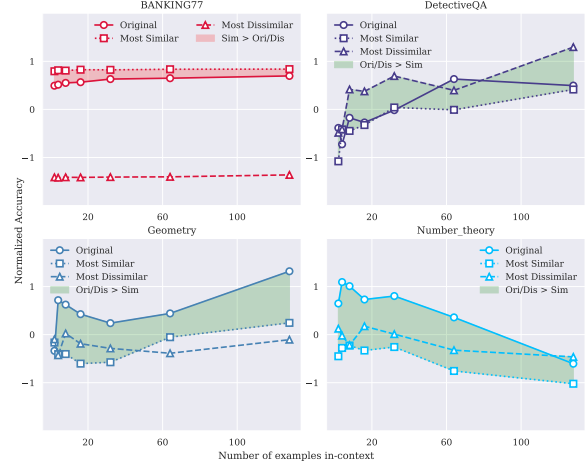 BANKING77
Original
Most Similar
Most Dissimilar
Sim > Ori/Dis
1
0
−1
20
60
100
DetectiveQA
Original
Most Similar
Most Dissimilar
Ori/Dis > Sim
1
0
−1
20
60
100
Normalized Accuracy
Geometry
Original
Most Similar
Most Dissimilar
Ori/Dis > Sim
1
0
−1
20
60
100
Number_theory
Original
Most Similar
Most Dissimilar
Ori/Dis > Sim
1
0
−1
20
60
100
Number of examples in-context